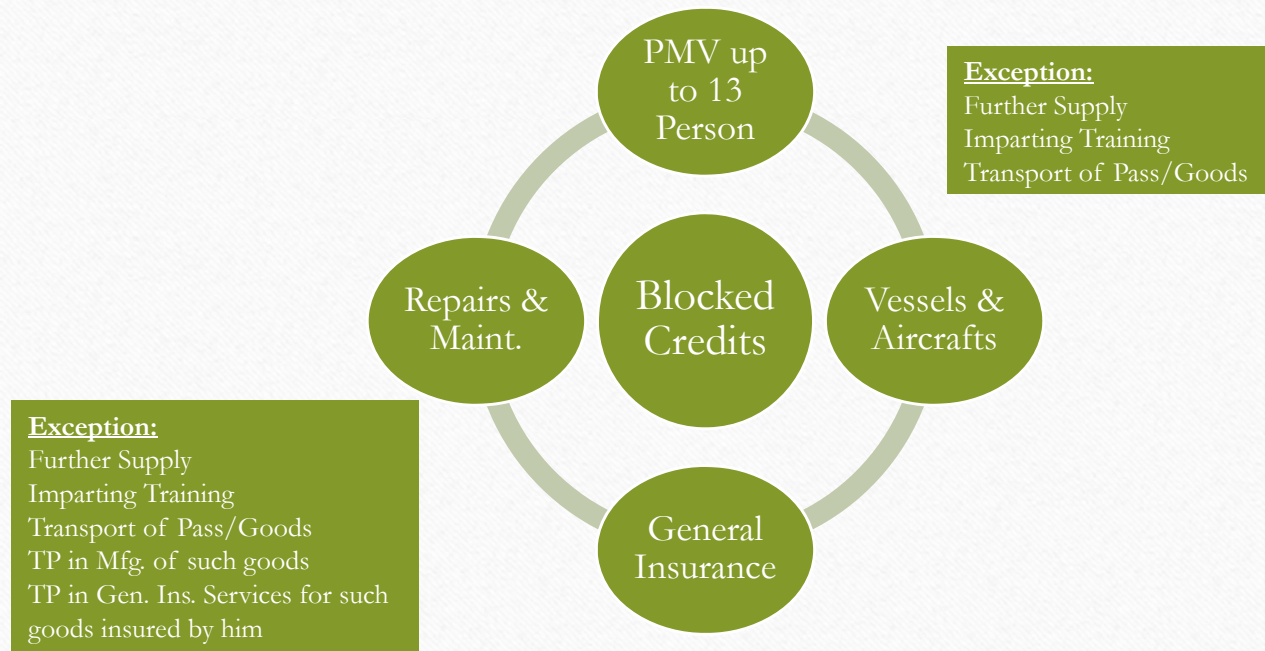 PMV up
to 13
Person
Exception:
Further Supply
Imparting Training
Transport of Pass/Goods
Repairs &
Maint.
Blocked
Credits
Vessels &
Aircrafts
Exception:
Further Supply
Imparting Training
Transport of Pass/Goods
TP in Mfg. of such goods
TP in Gen. Ins. Services for such
goods insured by him
General
Insurance